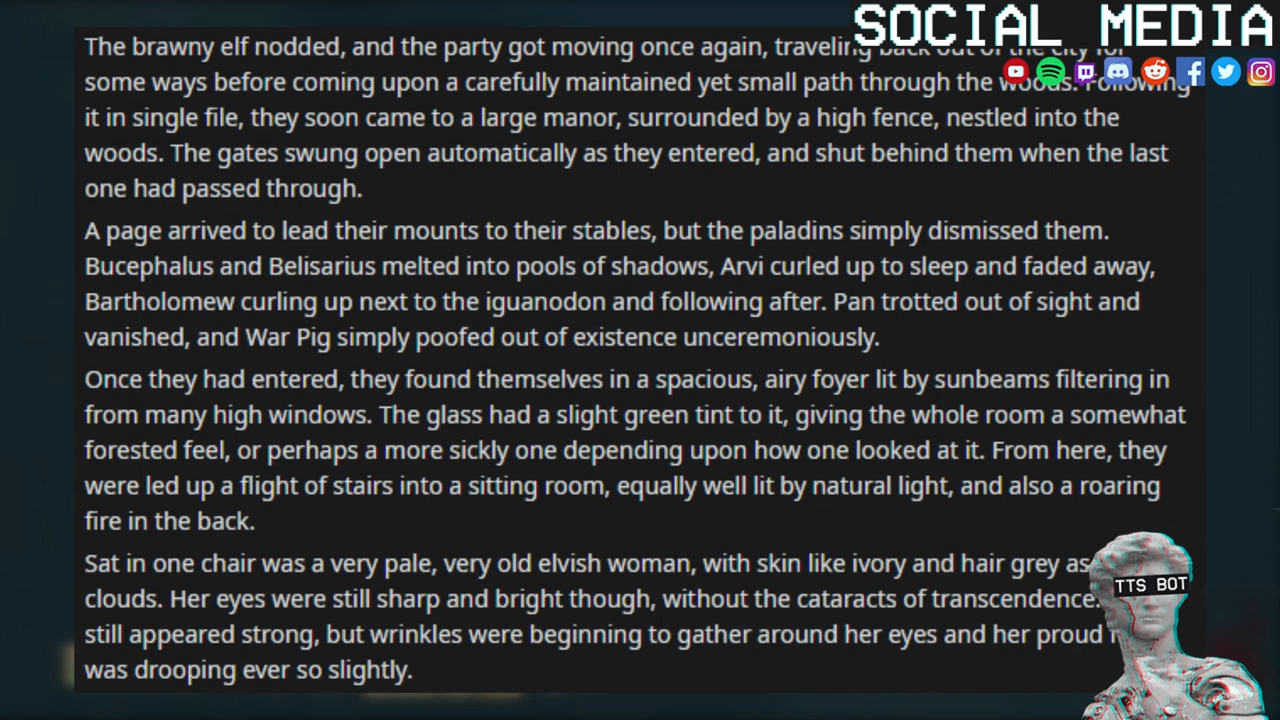 SOCIAL MEDIA
The brawny elf nodded, and the party got moving once again, traveling back out of the city for
some ways before coming upon a carefully maintained yet small path through the woods. Following
it in single file, they soon came to a large manor, surrounded by a high fence, nestled into the
woods. The gates swung open automatically as they entered, and shut behind them when the last
one had passed through.
A page arrived to lead their mounts to their stables, but the paladins simply dismissed them.
Bucephalus and Belisarius melted into pools of shadows, Arvi curled up to sleep and faded away,
Bartholomew curling up next to the iguanodon and following after. Pan trotted out of sight and
vanished, and War Pig simply poofed out of existence unceremoniously.
Once they had entered, they found themselves in a spacious, airy foyer lit by sunbeams filtering in
from many high windows. The glass had a slight green tint to it, giving the whole room a somewhat
forested feel, or perhaps a more sickly one depending upon how one looked at it. From here, they
were led up a flight of stairs into a sitting room, equally well lit by natural light, and also a roaring
fire in the back.
Sat in one chair was a very pale, very old elvish woman, with skin like ivory and hair grey as
clouds. Her eyes were still sharp and bright though, without the cataracts of transcendence.
still appeared strong, but wrinkles were beginning to gather around her eyes and her proud
was drooping ever so slightly.
TTS BOT